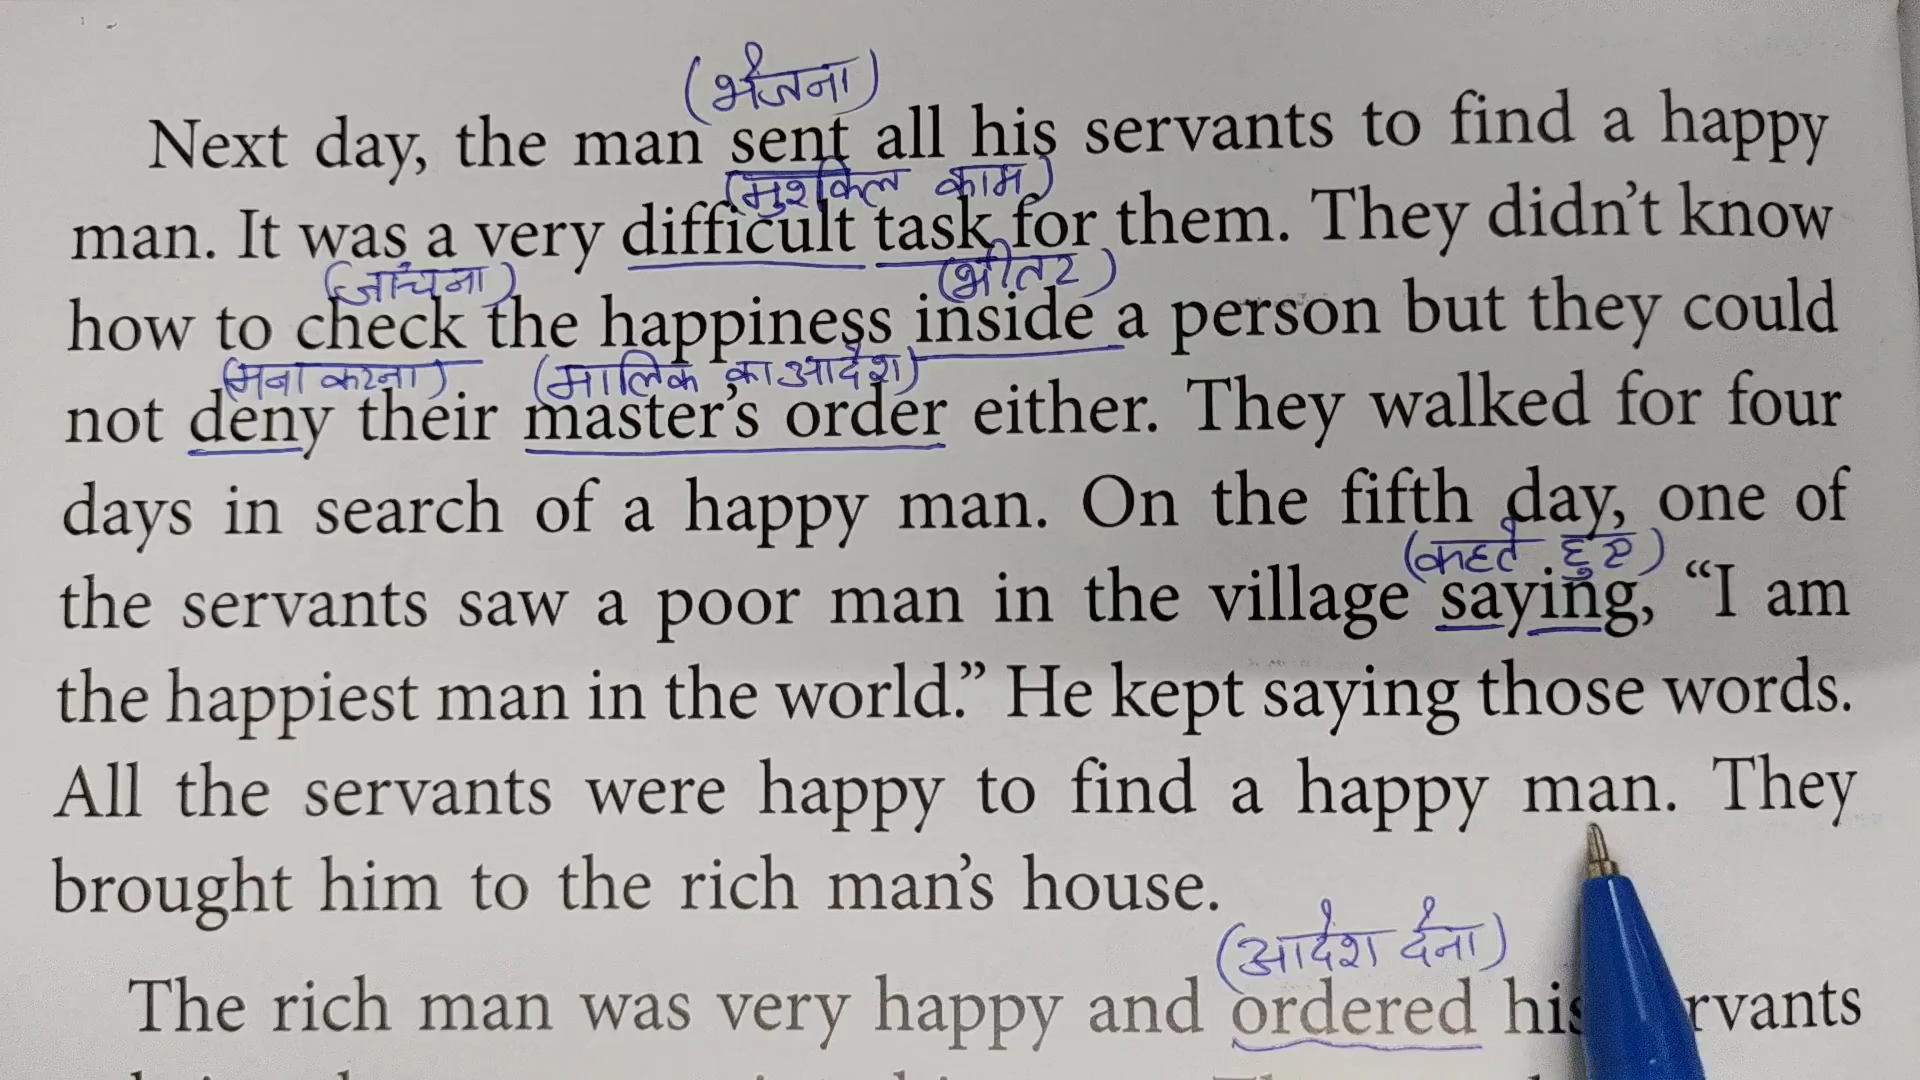 (भेजना)
Next day, the man sent all his servants to find a happy
(मुश्किल काम)
man. It was a very difficult task for them. They didn’t know
(जांचना) (भीतर)
how to check the happiness inside a person but they could
(मना करना) (मालिक का आदेश)
not deny their master’s order either. They walked for four
days in search of a happy man. On the fifth day, one of
(कहते हुए)
the servants saw a poor man in the village saying, “I am
the happiest man in the world.” He kept saying those words.
All the servants were happy to find a happy man. They
brought him to the rich man’s house.
(आदेश देना)
The rich man was very happy and ordered his rvants